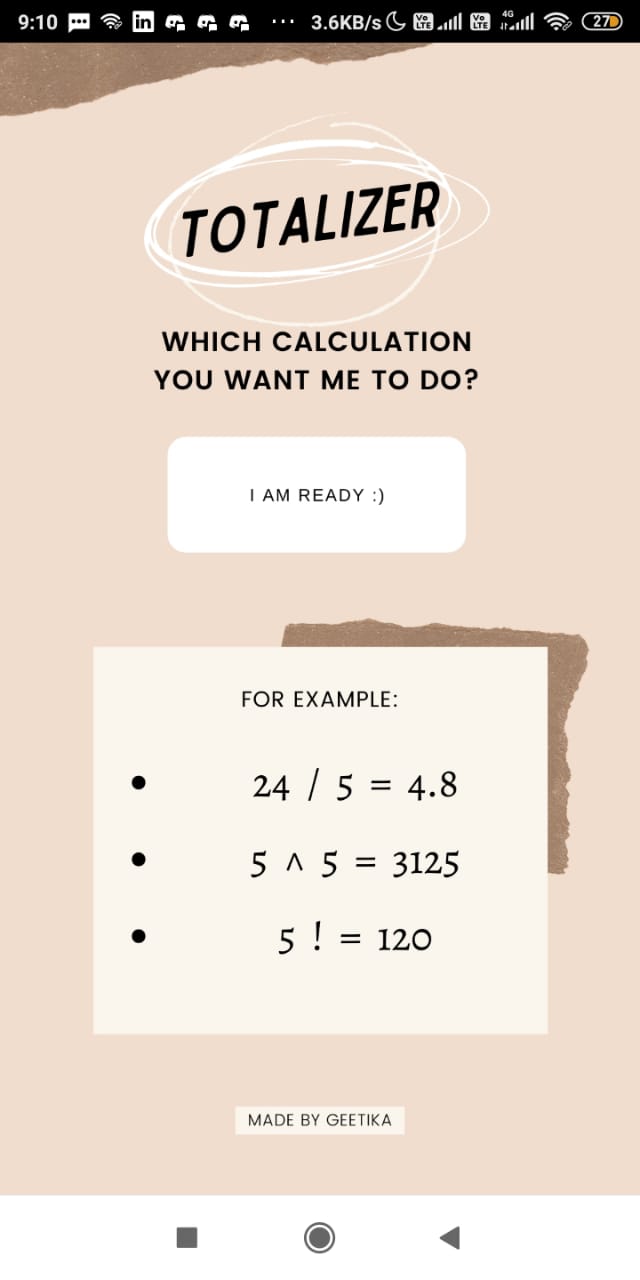 9:10 in ... 3.6KB/s Vo LTE Vo LTE 4G 27
TOTALIZER
WHICH CALCULATION
YOU WANT ME TO DO?
I AM READY :)
FOR EXAMPLE:
• 24 / 5 = 4.8
• 5 ^ 5 = 3125
• 5 ! = 120
MADE BY GEETIKA